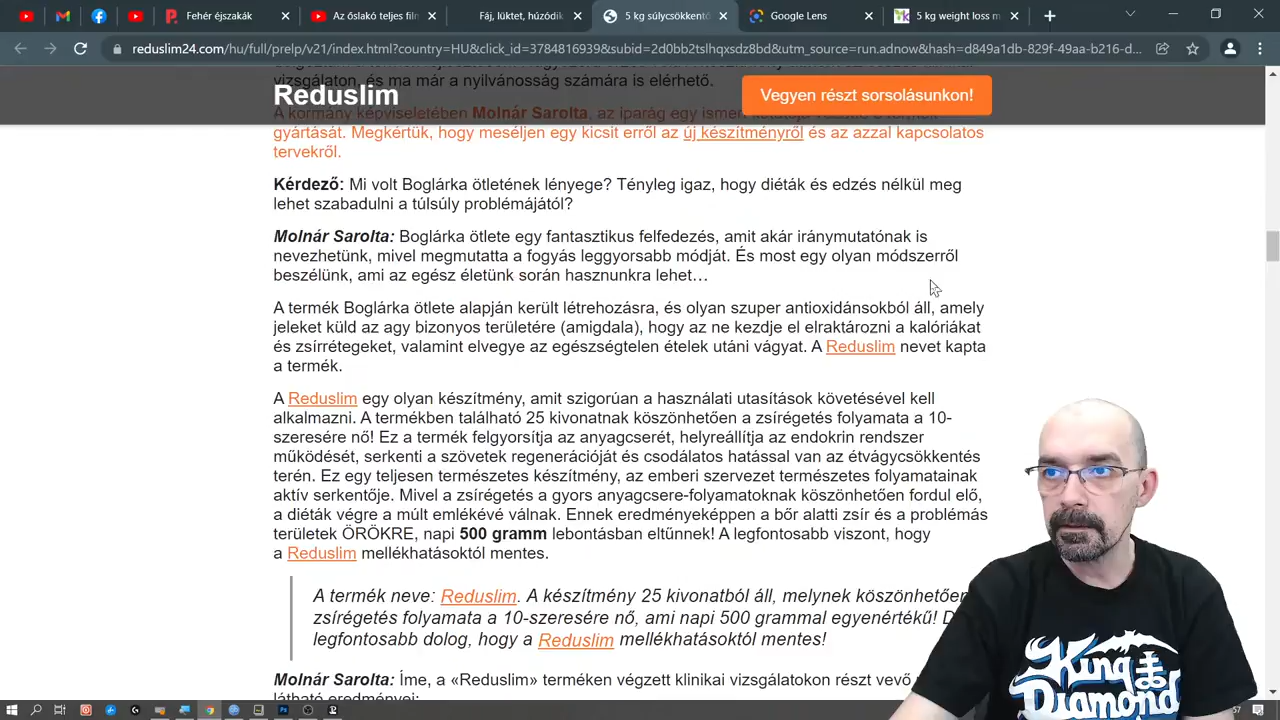 Fehér éjszakák
Az őslakó teljes film
Fáj, lüktet, húzódik
5 kg súlycsökkentő
Google Lens
5 kg weight loss m
reduslim24.com/hu/full/prelp/v21/index.html?country=HU&click_id=3784816939&subid=2d0bb2tslhqxsdz8bd&utm_source=run.adnow&hash=d849a1db-829f-49aa-b216-d...
vizsgálaton, és ma már a nyilvánosság számára is elérhető.
Reduslim
Vegyen részt sorsolásunkon!
A kormány képviseletében Molnár Sarolta, az iparág egy ismert
gyártását. Megkértük, hogy meséljen egy kicsit erről az új készítményről és az azzal kapcsolatos
tervekről.
Kérdező: Mi volt Boglárka ötletének lényege? Tényleg igaz, hogy diéták és edzés nélkül meg
lehet szabadulni a túlsúly problémájától?
Molnár Sarolta: Boglárka ötlete egy fantasztikus felfedezés, amit akár iránymutatónak is
nevezhetünk, mivel megmutatta a fogyás leggyorsabb módját. És most egy olyan módszerről
beszélünk, ami az egész életünk során hasznunkra lehet…
A termék Boglárka ötlete alapján került létrehozásra, és olyan szuper antioxidánsokból áll, amely
jeleket küld az agy bizonyos területére (amigdala), hogy az ne kezdje el elraktározni a kalóriákat
és zsírrétegeket, valamint elvegye az egészségtelen ételek utáni vágyat. A Reduslim nevet kapta
a termék.
A Reduslim egy olyan készítmény, amit szigorúan a használati utasítások követésével kell
alkalmazni. A termékben található 25 kivonatnak köszönhetően a zsírégetés folyamata a 10-
szeresére nő! Ez a termék felgyorsítja az anyagcserét, helyreállítja az endokrin rendszer
működését, serkenti a szövetek regenerációját és csodálatos hatással van az étvágycsökkentés
terén. Ez egy teljesen természetes készítmény, az emberi szervezet természetes folyamatainak
aktív serkentője. Mivel a zsírégetés a gyors anyagcsere-folyamatoknak köszönhetően fordul elő,
a diéták végre a múlt emlékévé válnak. Ennek eredményeképpen a bőr alatti zsír és a problémás
területek ÖRÖKRE, napi 500 gramm lebontásban eltűnnek! A legfontosabb viszont, hogy
a Reduslim mellékhatásoktól mentes.
A termék neve: Reduslim. A készítmény 25 kivonatból áll, melynek köszönhetően
zsírégetés folyamata a 10-szeresére nő, ami napi 500 grammal egyenértékű! D
legfontosabb dolog, hogy a Reduslim mellékhatásoktól mentes!
Molnár Sarolta: Íme, a «Reduslim» terméken végzett klinikai vizsgálatokon részt vevő
látható eredményei:
King
Diamond